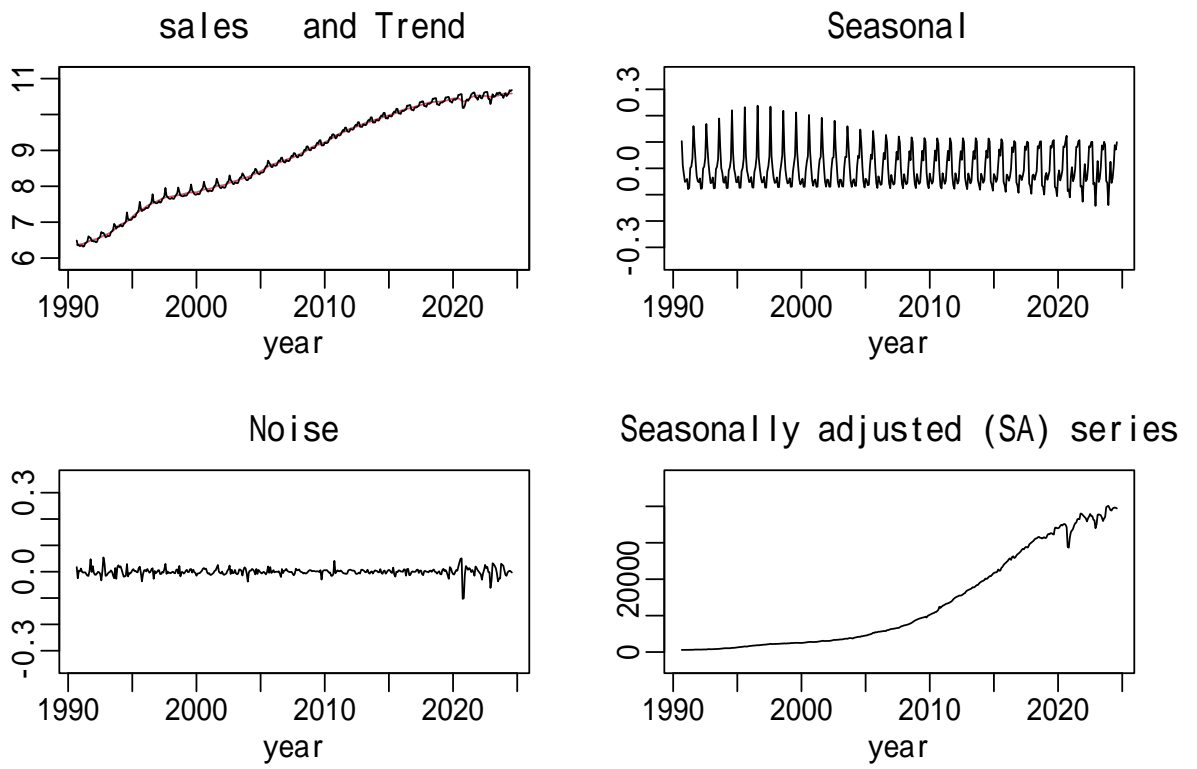 sales and Trend
11
9
8
7
6
1990 2000 2010 2020
year
Seasonal
0.3
0.0
-0.3
1990 2000 2010 2020
year
Noise
0.3
0.0
-0.3
1990 2000 2010 2020
year
Seasonally adjusted (SA) series
20000
0
1990 2000 2010 2020
year